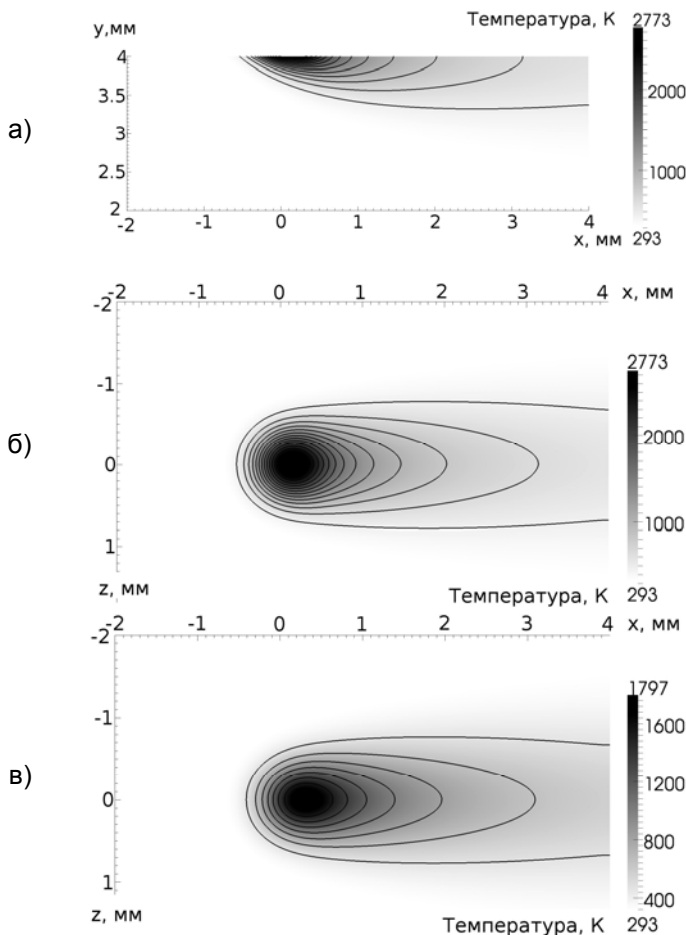 Температура, К 2773
y,мм
4
3.5
3
2.5
2
2000
1000
293
-2 -1 0 1 2 3 4
x, мм
а)
-2 -1 0 1 2 3 4 x, мм
-2
-1
0
1
z, мм
2773
2000
1000
Температура, К 293
б)
-2 -1 0 1 2 3 4 x, мм
-2
-1
0
1
z, мм
1797
1600
1200
800
400
Температура, К 293
в)